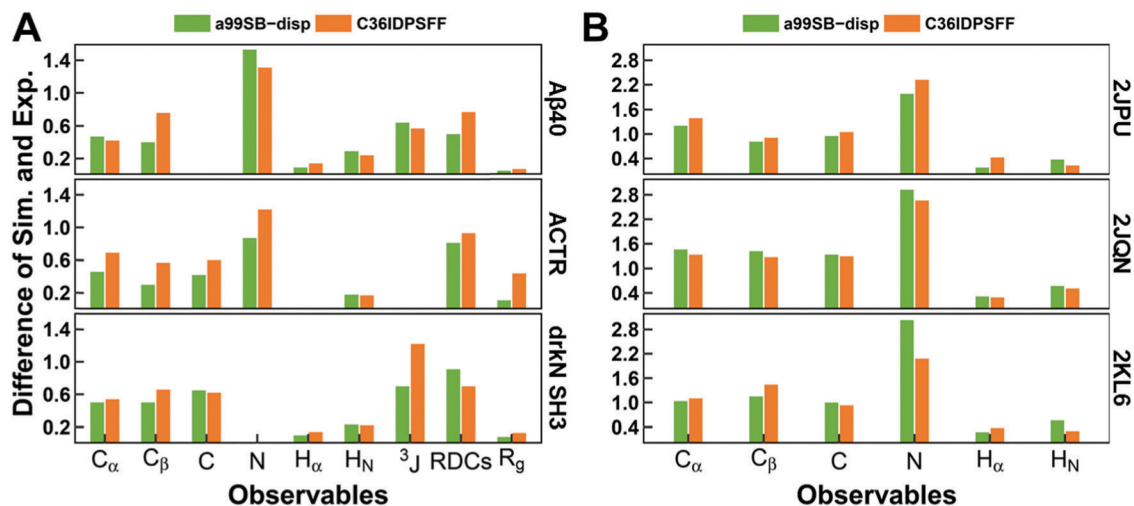 A
a99SB-disp C36IDPSFF
Difference of Sim. and Exp.
1.4
1.0
0.6
0.2
Aβ40
1.4
1.0
0.6
0.2
ACTR
1.4
1.0
0.6
0.2
drkN SH3
Cα Cβ C N Hα HN ³J RDCs Rg
Observables
B
a99SB-disp C36IDPSFF
2.8
2.2
1.6
1.0
0.4
2JPU
2.8
2.2
1.6
1.0
0.4
2JQN
2.8
2.2
1.6
1.0
0.4
2KL6
Cα Cβ C N Hα HN
Observables